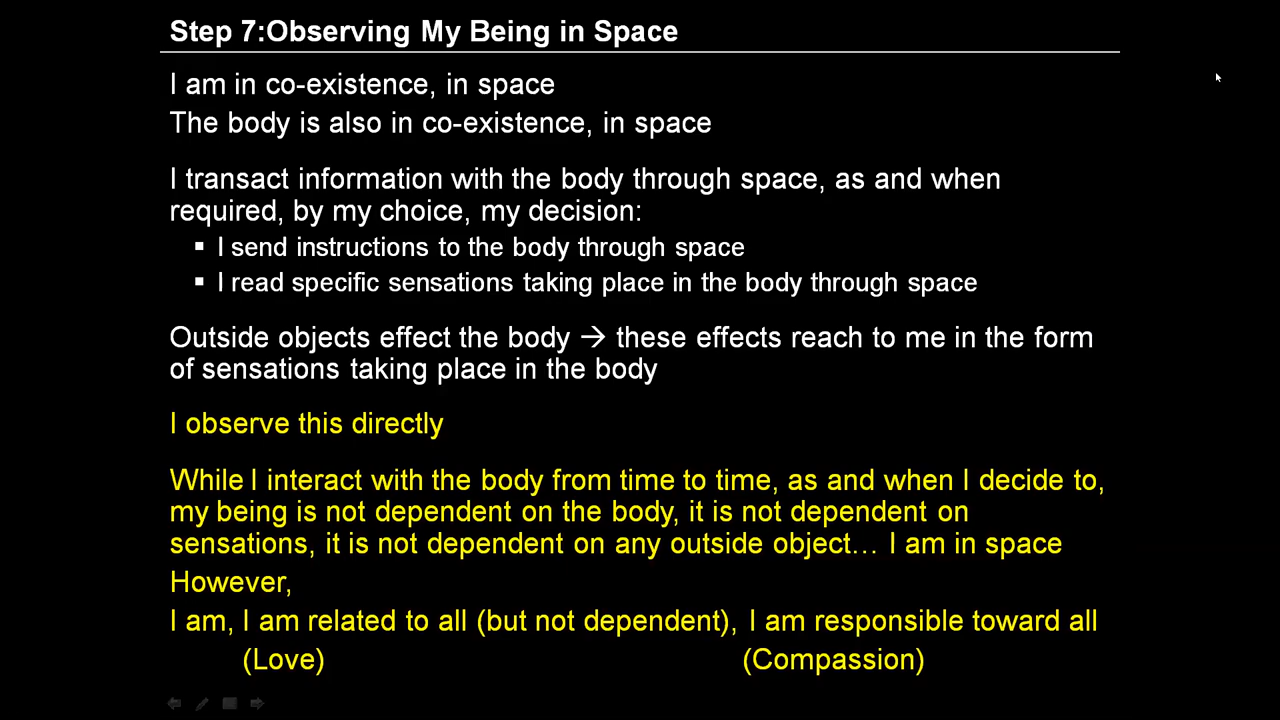 Step 7:Observing My Being in Space
I am in co-existence, in space
The body is also in co-existence, in space
I transact information with the body through space, as and when
required, by my choice, my decision:
▪ I send instructions to the body through space
▪ I read specific sensations taking place in the body through space
Outside objects effect the body → these effects reach to me in the form
of sensations taking place in the body
I observe this directly
While I interact with the body from time to time, as and when I decide to,
my being is not dependent on the body, it is not dependent on
sensations, it is not dependent on any outside object… I am in space
However,
I am, I am related to all (but not dependent), I am responsible toward all
(Love) (Compassion)